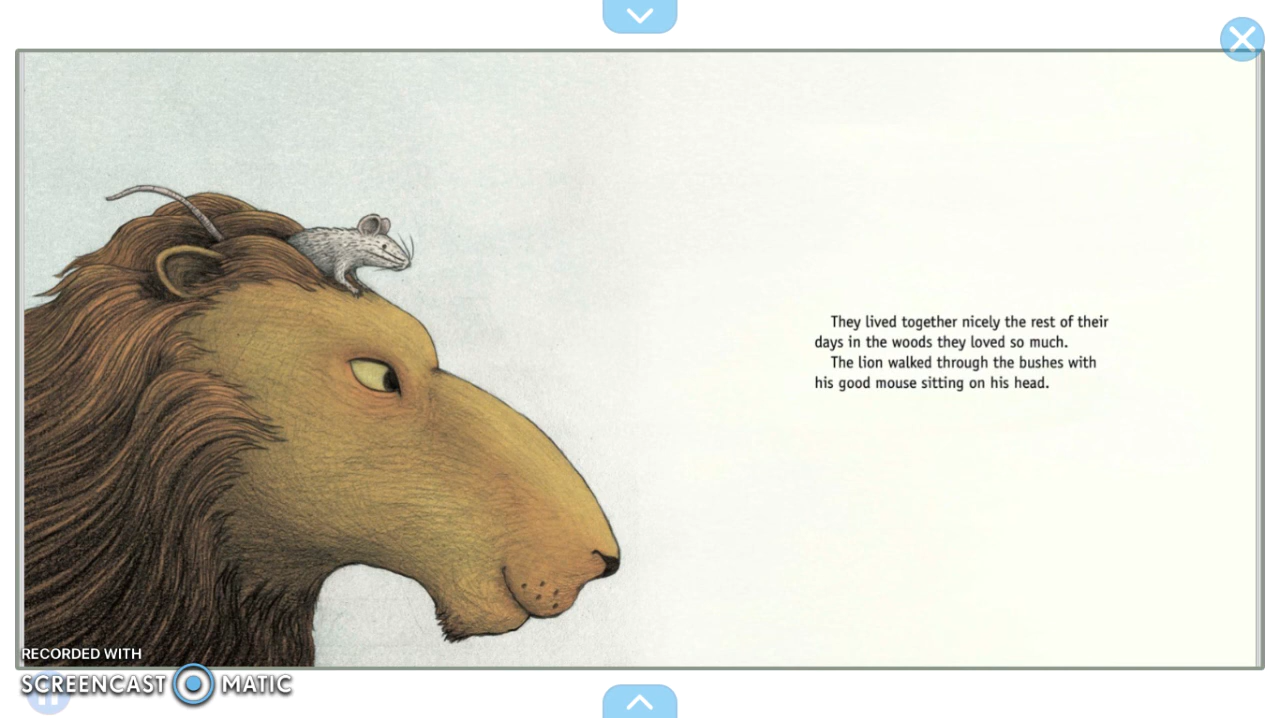 They lived together nicely the rest of their
days in the woods they loved so much.
The lion walked through the bushes with
his good mouse sitting on his head.
RECORDED WITH
SCREENCAST MATIC